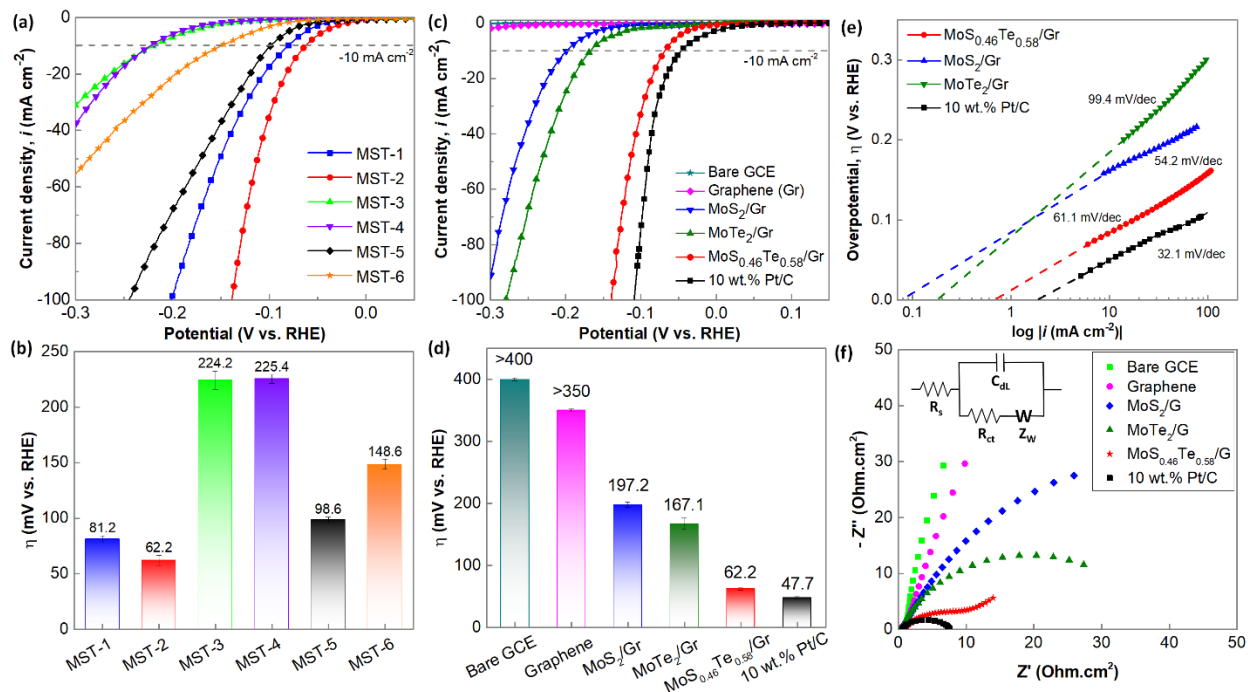 (a)
0
-20
-40
-60
-80
-100
-0.3
-0.2
-0.1
0.0
Current density, i (mA cm-2)
Potential (V vs. RHE)
-10 mA cm-2
MST-1
MST-2
MST-3
MST-4
MST-5
MST-6
(c)
0
-20
-40
-60
-80
-100
-0.3
-0.2
-0.1
0.0
0.1
Current density, i (mA cm-2)
Potential (V vs. RHE)
-10 mA cm-2
Bare GCE
Graphene (Gr)
MoS2/Gr
MoTe2/Gr
MoS0.46Te0.58/Gr
10 wt.% Pt/C
(e)
0.3
0.2
0.1
0.0
0.1
1
10
100
Overpotential, η (V vs. RHE)
log |i (mA cm-2)|
MoS0.46Te0.58/Gr
MoS2/Gr
MoTe2/Gr
10 wt.% Pt/C
99.4 mV/dec
54.2 mV/dec
61.1 mV/dec
32.1 mV/dec
(b)
250
200
150
100
50
0
η (mV vs. RHE)
81.2
62.2
224.2
225.4
98.6
148.6
MST-1
MST-2
MST-3
MST-4
MST-5
MST-6
(d)
400
300
200
100
0
η (mV vs. RHE)
>400
>350
197.2
167.1
62.2
47.7
Bare GCE
Graphene
MoS2/Gr
MoTe2/Gr
MoS0.46Te0.58/Gr
10 wt.% Pt/C
(f)
-50
-40
-30
-20
-10
0
0
10
20
30
40
50
- Z'' (Ohm.cm2)
Z' (Ohm.cm2)
Rs
CdL
Rct
ZW
W
Bare GCE
Graphene
MoS2/G
MoTe2/G
MoS0.46Te0.58/G
10 wt.% Pt/C